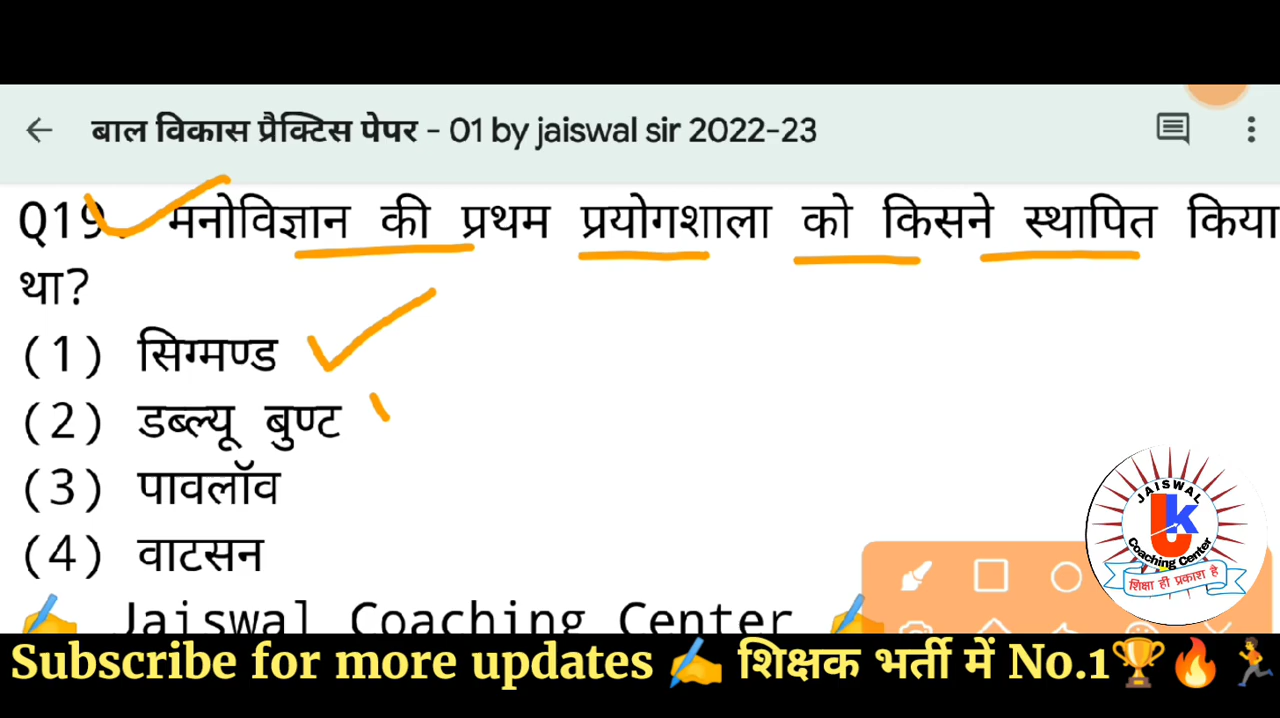 बाल विकास प्रैक्टिस पेपर - 01 by jaiswal sir 2022-23
Q19. मनोविज्ञान की प्रथम प्रयोगशाला को किसने स्थापित किया
था?
(1) सिग्मण्ड
(2) डब्ल्यू बुण्ट
(3) पावलॉव
(4) वाटसन
✍️ Jaiswal Coaching Center ✍️
JAISWAL
UK
Coaching Center
शिक्षा ही प्रकाश है
Subscribe for more updates ✍️ शिक्षक भर्ती में No.1🏆🔥🏃